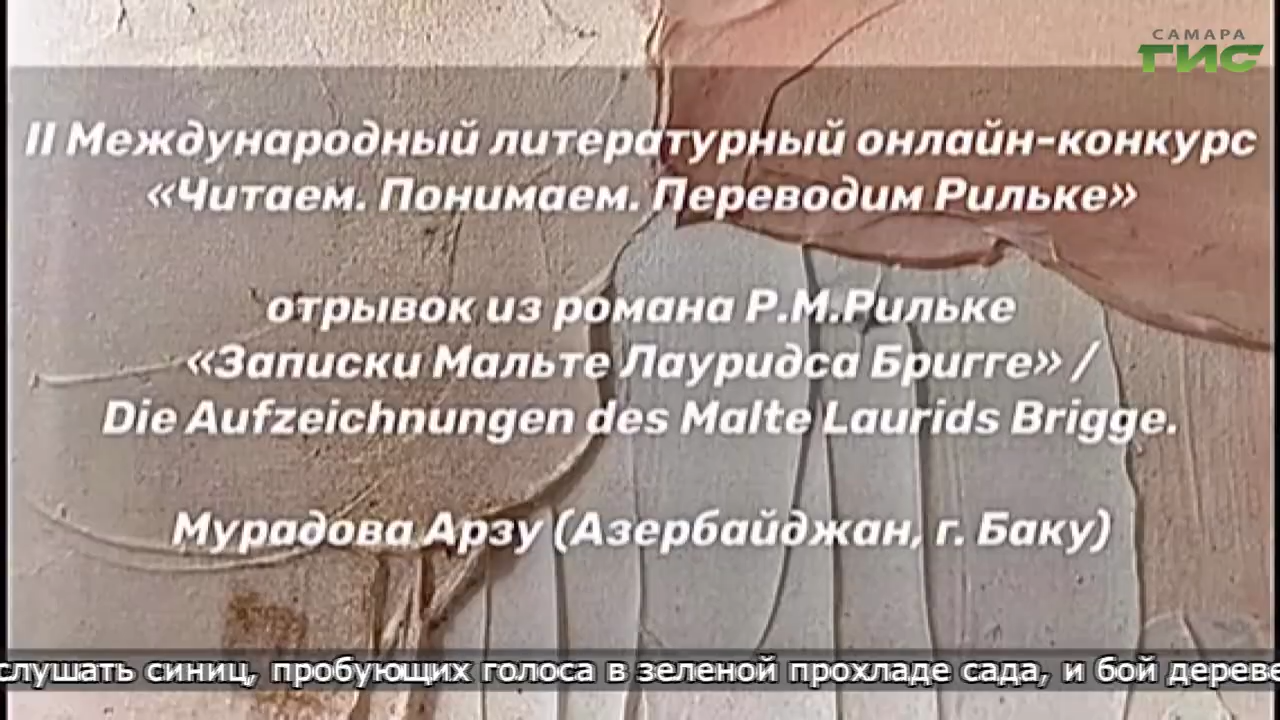 САМАРА
ГИС
II Международный литературный онлайн-конкурс
«Читаем. Понимаем. Переводим Рильке»
отрывок из романа Р.М.Рильке
«Записки Мальте Лауридса Бригге» /
Die Aufzeichnungen des Malte Laurids Brigge.
Мурадова Арзу (Азербайджан, г. Баку)
слушать синиц, пробующих голоса в зеленой прохладе сада, и бой дереве